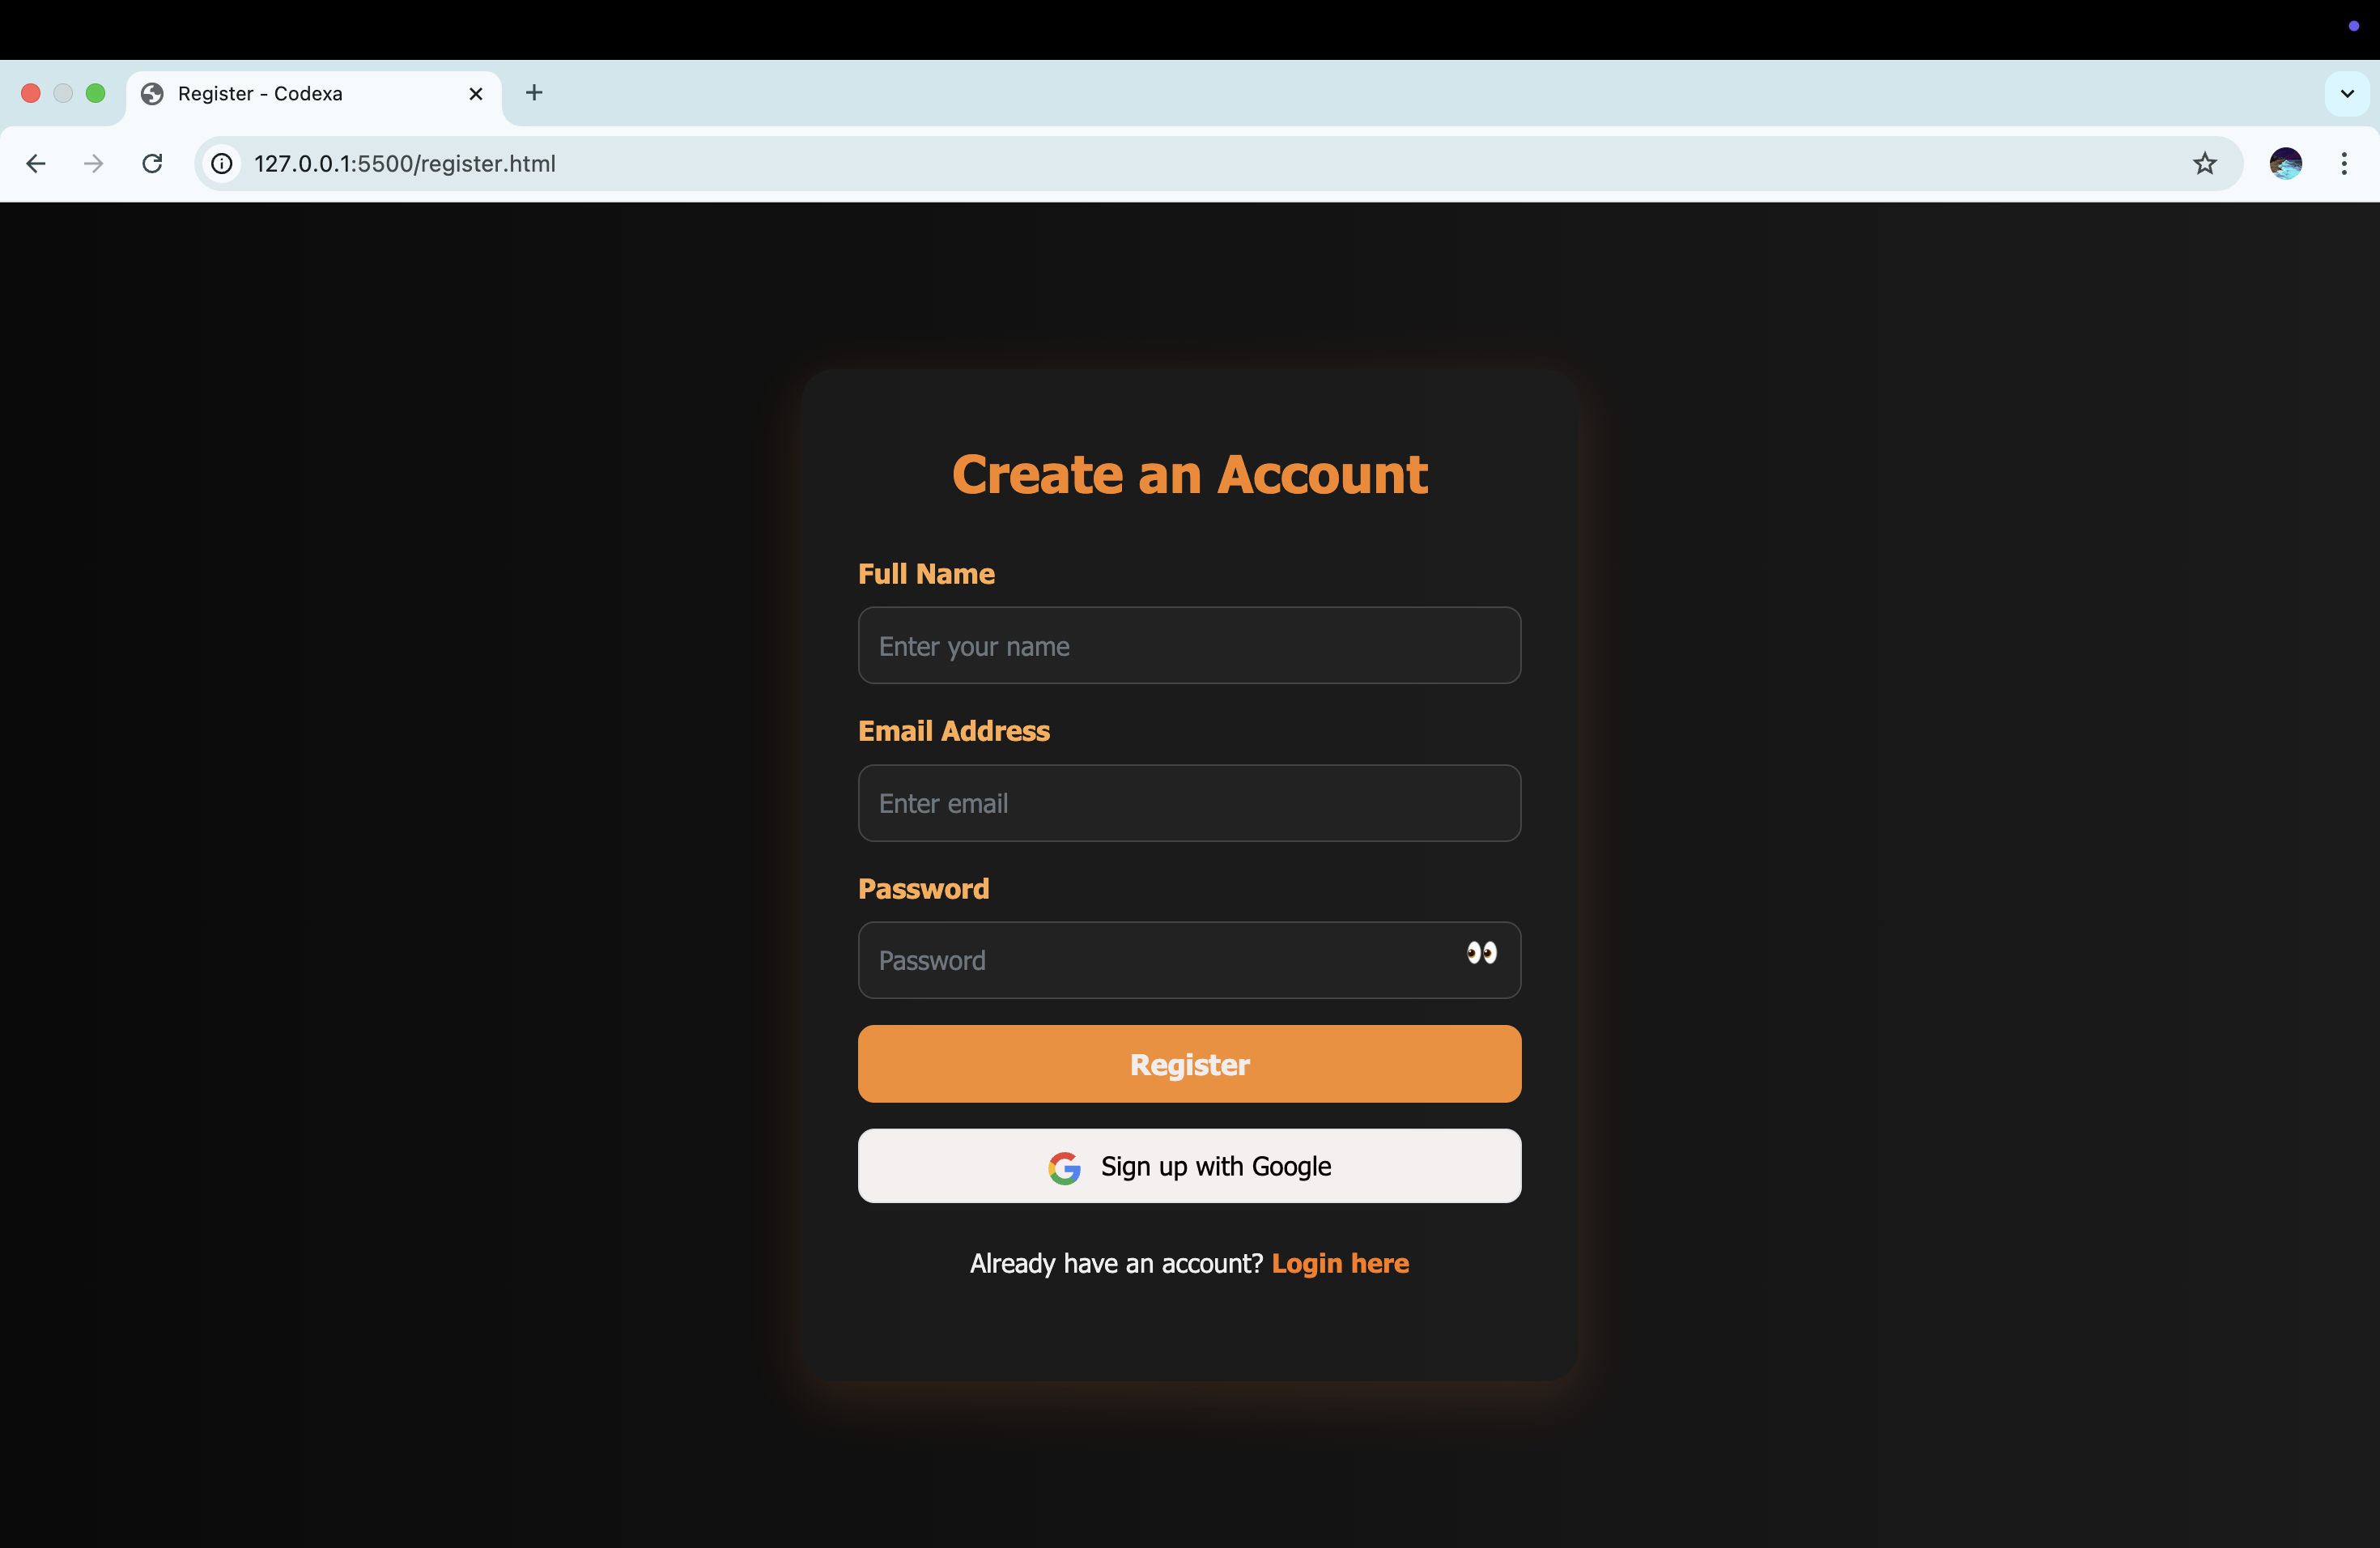 Register - Codexa
127.0.0.1:5500/register.html
Create an Account
Full Name
Enter your name
Email Address
Enter email
Password
Password
Register
Sign up with Google
Already have an account? Login here